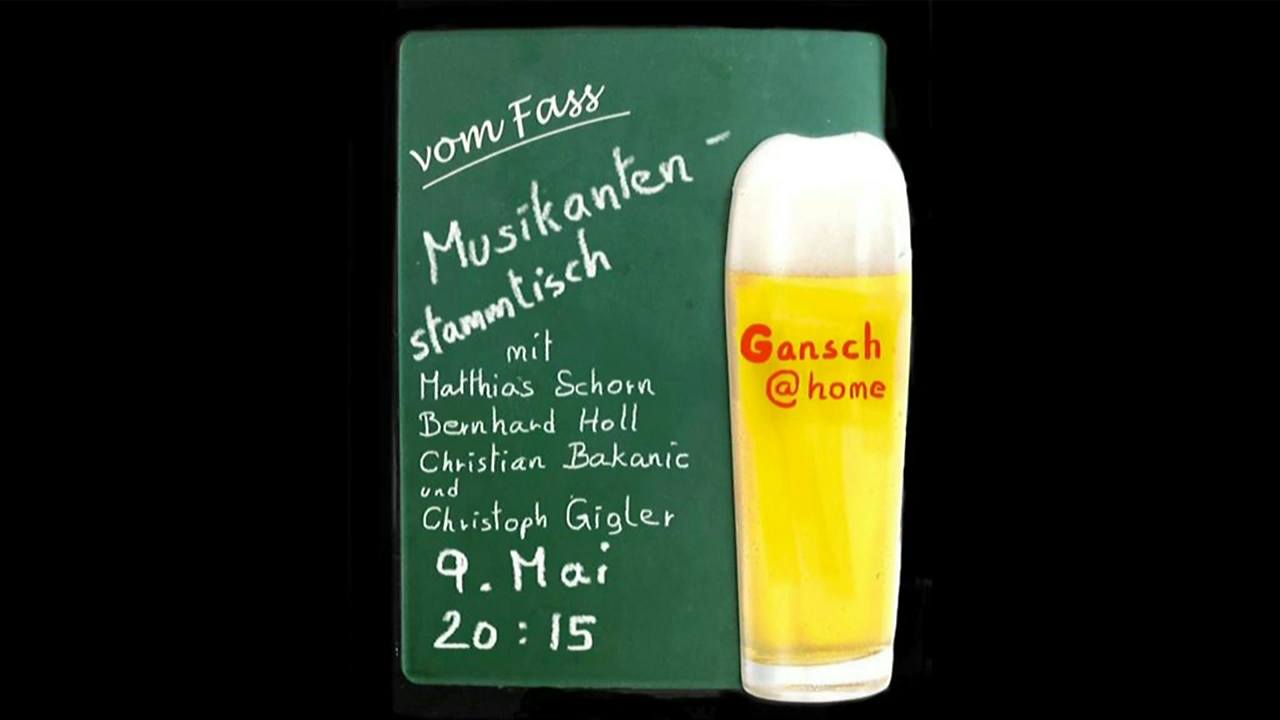 vom Fass
Musikanten-
stammtisch
mit
Matthias Schorn
Bernhard Holl
Christian Bakanic
und
Christoph Gigler
9. Mai
20:15
Gansch
@home